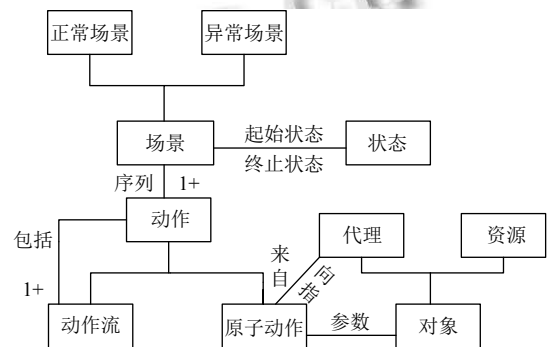 正常场景
异常场景
场景
起始状态
终止状态
状态
序列
1+
动作
包括
1+
代理
资源
来自
指向
动作流
原子动作
参数
对象